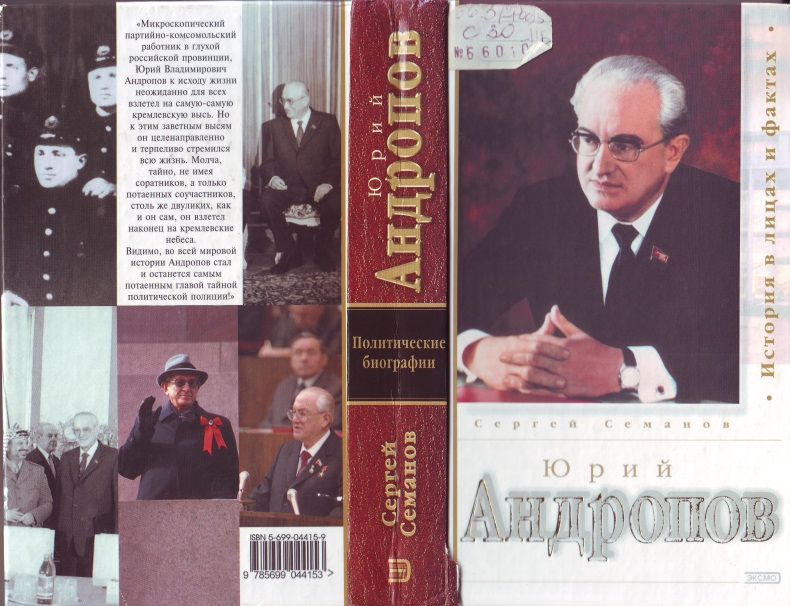 «Микроскопический
партийно-комсомольский
работник в глухой
российской провинции,
Юрий Владимирович
Андропов к исходу жизни
неожиданно для всех
взлетел на самую-самую
кремлевскую высь. Но
к этим заветным высям
он целенаправленно
и терпеливо стремился
всю жизнь. Молча,
тайно, не имея
соратников, а только
потаенных соучастников,
столь же двуликих, как
и он сам, он взлетел
наконец на кремлевские
небеса.
Видимо, во всей мировой
истории Андропов стал
и останется самым
потаенным главой тайной
политической полиции!»
ISBN 5-699-04415-9
9 785699 044153 >
Юрий
Андропов
Политические
биографии
Сергей
Семанов
С 30
№660
• История в лицах и фактах •
Сергей Семанов
Юрий
Андропов
ЭКСМО